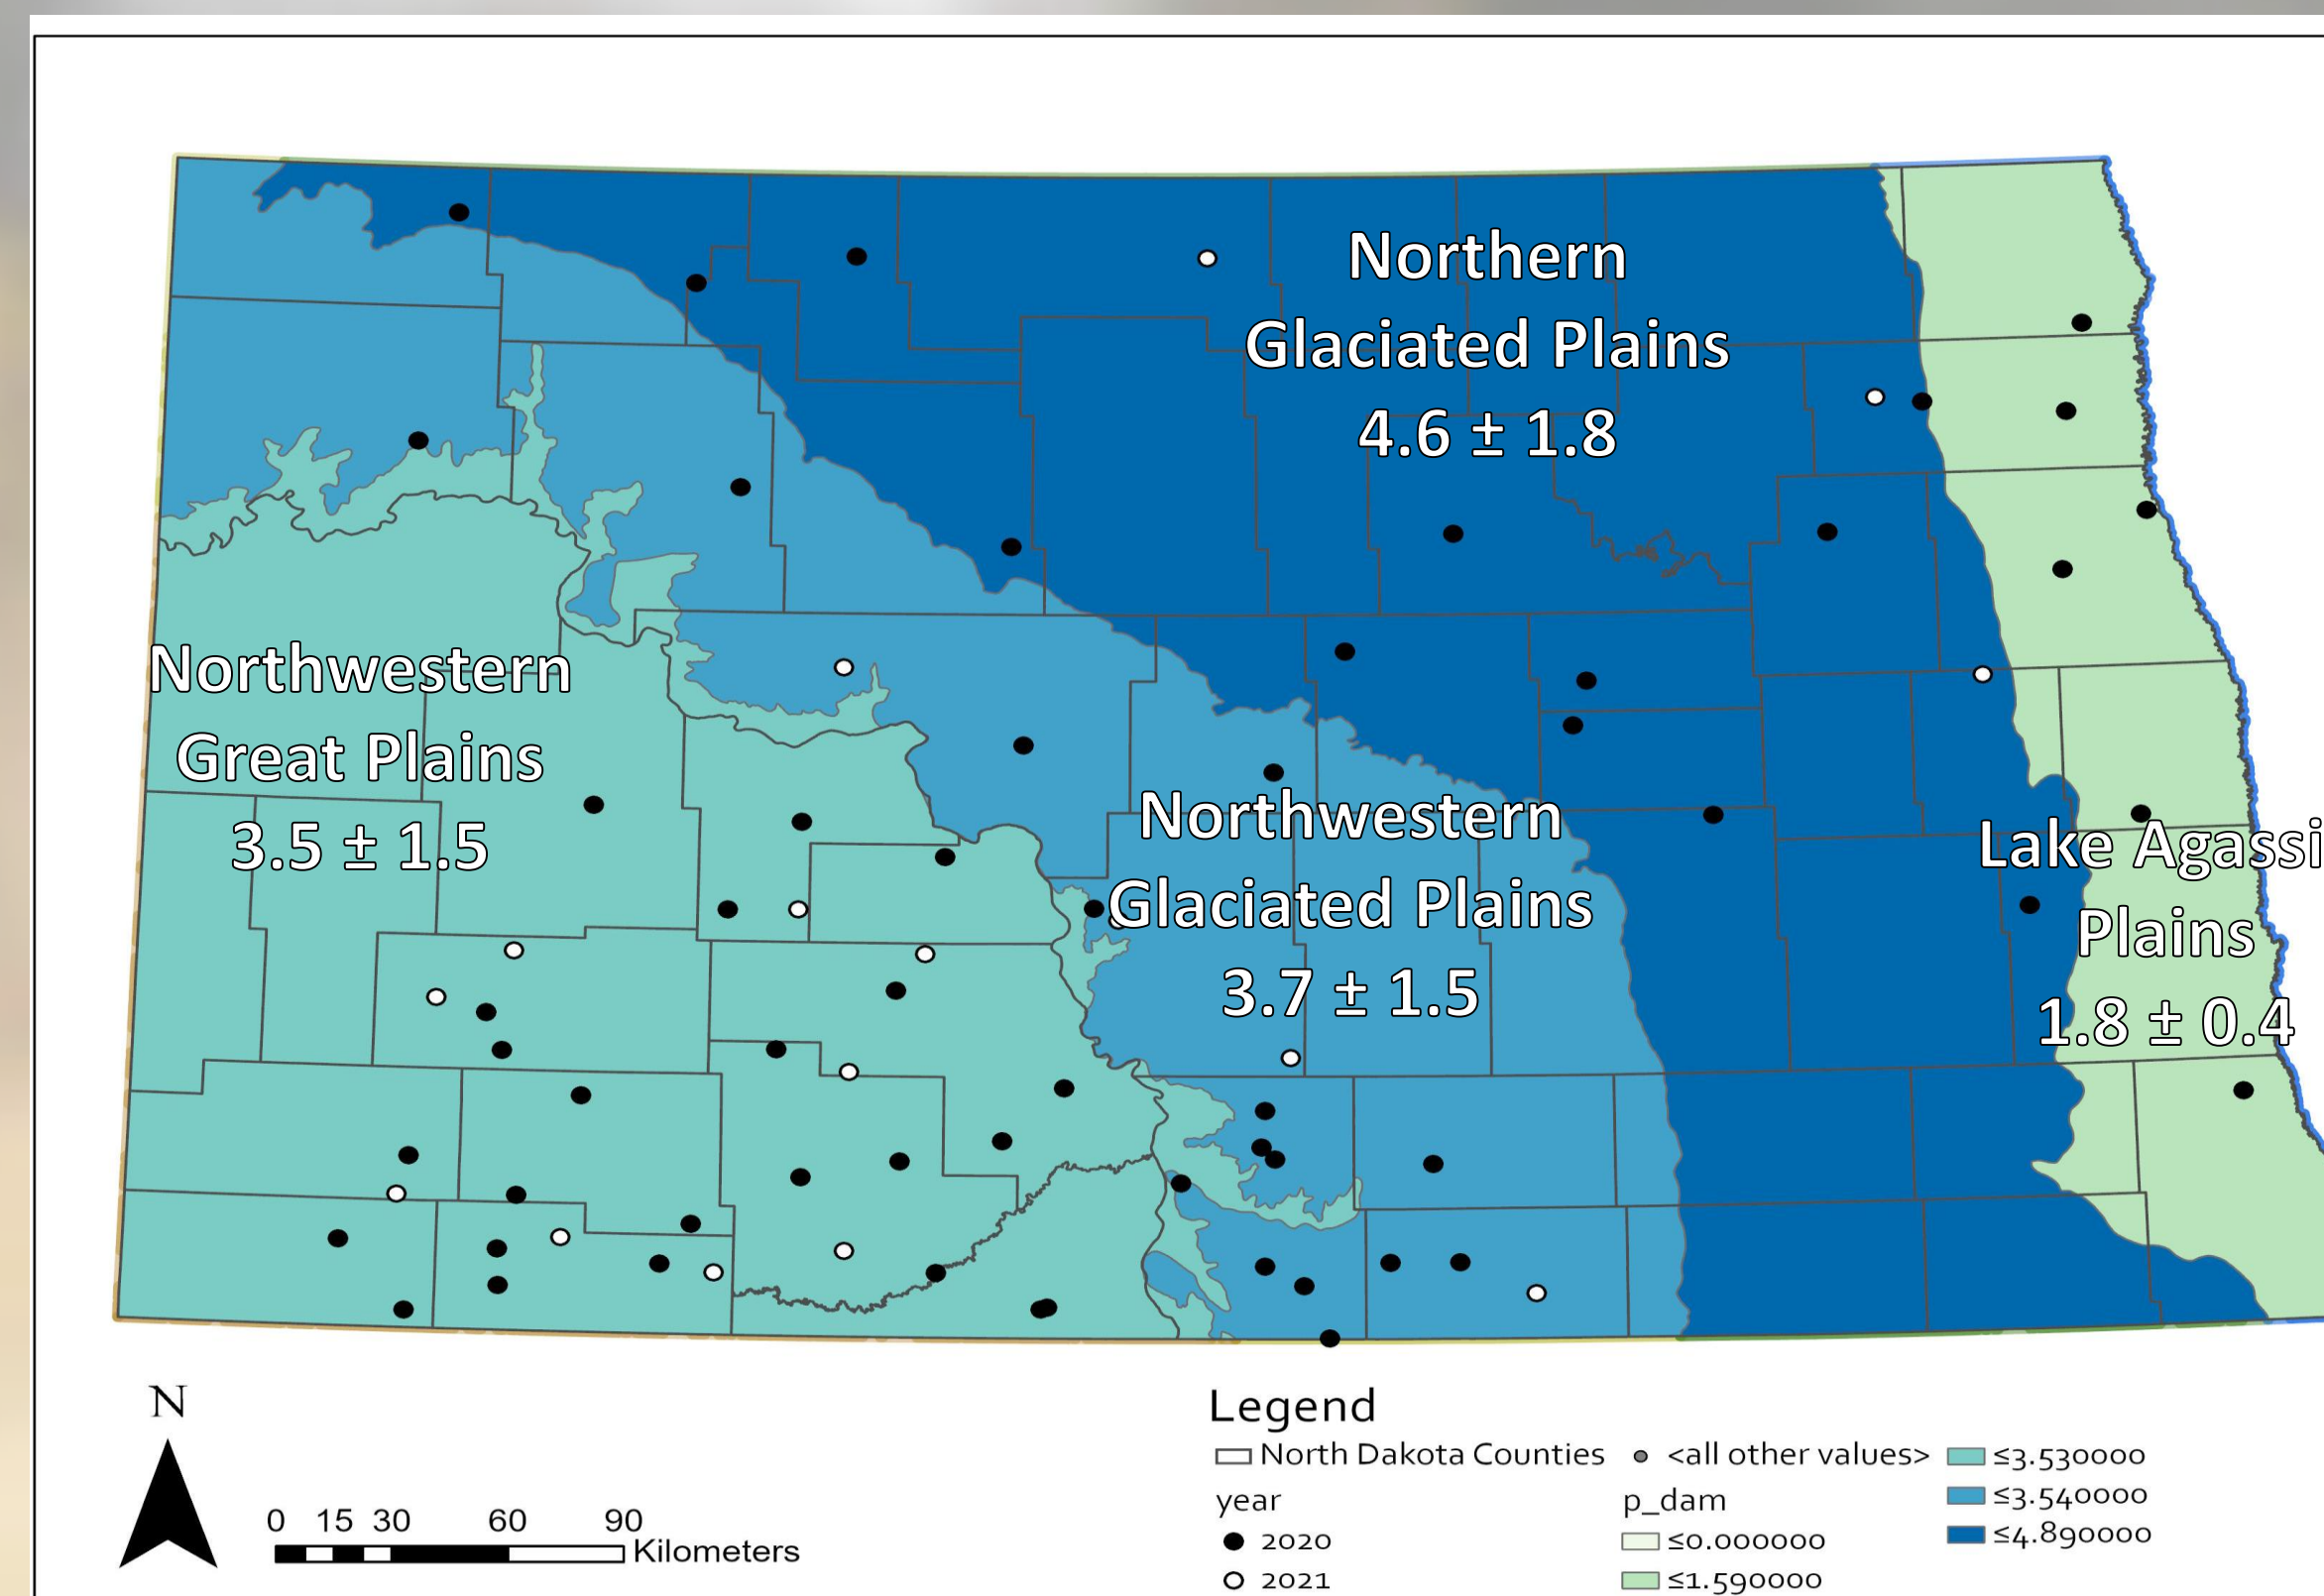 Northern
Glaciated Plains
4.6 ± 1.8
Northwestern
Great Plains
3.5 ± 1.5
Northwestern
Glaciated Plains
3.7 ± 1.5
Lake Agassi
Plains
1.8 ± 0.4
N
0 15 30 60 90
Kilometers
Legend
North Dakota Counties
year
2020
2021
<all other values>
p_dam
≤0.000000
≤1.590000
≤3.530000
≤3.540000
≤4.890000